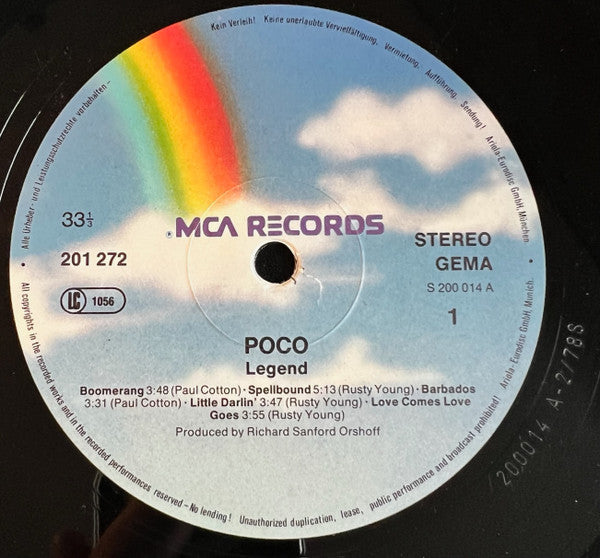 Alle Urheber- und Leistungsschutzrechte vorbehalten - Kein Verleih! Keine unerlaubte Vervielfältigung, Vermietung, Aufführung, Sendung! Ariola-Eurodisc GmbH, München.
33⅓
MCA RECORDS
®
201 272
STEREO
GEMA
S 200 014 A
LC 1056
1
POCO
Legend
Boomerang 3:48 (Paul Cotton) · Spellbound 5:13 (Rusty Young) · Barbados
3:31 (Paul Cotton) · Little Darlin' 3:47 (Rusty Young) · Love Comes Love
Goes 3:55 (Rusty Young)
Produced by Richard Sanford Orshoff
All copyrights in the recorded works and in the recorded performances reserved – No lending! Unauthorized duplication, lease, public performance and broadcast prohibited! Ariola-Eurodisc GmbH, Munich.
200014 A-2/78S